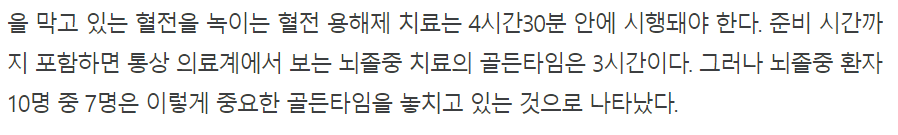 을 막고 있는 혈전을 녹이는 혈전 용해제 치료는 4시간30분 안에 시행돼야 한다. 준비 시간까
지 포함하면 통상 의료계에서 보는 뇌졸중 치료의 골든타임은 3시간이다. 그러나 뇌졸중 환자
10명 중 7명은 이렇게 중요한 골든타임을 놓치고 있는 것으로 나타났다.